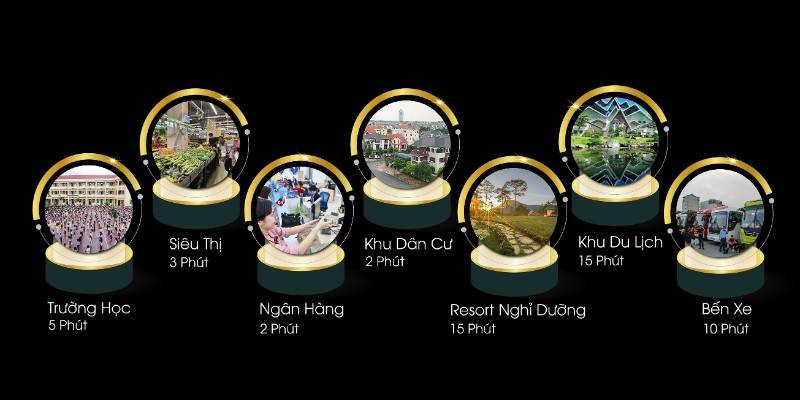 Trường Học
5 Phút
Siêu Thị
3 Phút
Ngân Hàng
2 Phút
Khu Dân Cư
2 Phút
Resort Nghỉ Dưỡng
15 Phút
Khu Du Lịch
15 Phút
Bến Xe
10 Phút